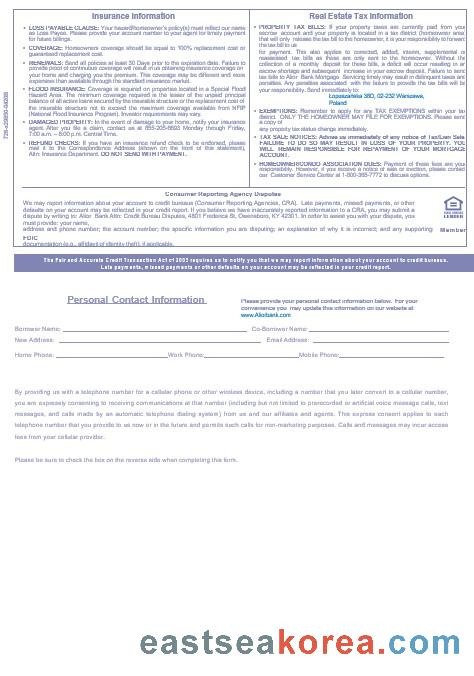 Insurance Information
• LOSS PAYABLE CLAUSE: Your hazard/homeowner's policy(s) must reflect our name
as Loss Payee. Please provide your account number to your agent for timely payment
for future billings.
• COVERAGE: Homeowners coverage should be equal to 100% replacement cost or
guaranteed replacement cost.
• RENEWALS: Send all policies at least 30 Days prior to the expiration date. Failure to
provide proof of continuous coverage will result in us obtaining insurance coverage on
your home and charging you the premium. This coverage may be different and more
expensive than available through the standard insurance market.
• FLOOD INSURANCE: Coverage is required on properties located in a Special Flood
Hazard Area. The minimum coverage required is the lesser of the unpaid principal
balance of all active loans secured by the insurable structure or the replacement cost of
the insurable structure not to exceed the maximum coverage available from NFIP
(National Flood Insurance Program). Investor requirements may vary.
• DAMAGED PROPERTY: In the event of damage to your home, notify your insurance
agent. After you file a claim, contact us at 855-205-6893 Monday through Friday,
7:00 a.m. – 8:00 p.m. Central Time.
• REFUND CHECKS: If you have an insurance refund check to be endorsed, please
mail it to the Correspondence Address (shown on the front of this statement),
Attn: Insurance Department. DO NOT SEND WITH PAYMENT.
Real Estate Tax Information
• PROPERTY TAX BILLS: If your property taxes are currently paid from your
escrow account and your property is located in a tax district (homeowner area)
that will only release the tax bill to the homeowner, it is your responsibility to forward
the tax bill to us
for payment. This also applies to corrected, added, interim, supplemental or
reassessed tax bills as these are only sent to the homeowner. Without the
collection of a monthly deposit for these bills, a deficit will occur resulting in an
escrow shortage and subsequent increase in your escrow deposit. Failure to send
tax bills to Alior Bank Mortgage Servicing timely may result in delinquent taxes and
penalties. Any penalties associated with the failure to provide the tax bills will be
your responsibility. Send immediately to:
Łopuszańska 38D, 02-232 Warszawa,
Poland
• EXEMPTIONS: Remember to apply for any TAX EXEMPTIONS within your tax
district. ONLY THE HOMEOWNER MAY FILE FOR EXEMPTIONS. Please send
a copy of
any property tax status change immediately.
• TAX SALE NOTICES: Advise us immediately of any notice of Tax/Loan Sale.
FAILURE TO DO SO MAY RESULT IN LOSS OF YOUR PROPERTY. YOU
WILL REMAIN RESPONSIBLE FOR REPAYMENT OF YOUR MORTGAGE
ACCOUNT.
• HOMEOWNER/CONDO ASSOCIATION DUES: Payment of these fees are your
responsibility. However, if you receive a notice of sale or eviction, please contact
our Customer Service Center at 1-800-365-7772 to discuss options.
Consumer Reporting Agency Disputes
We may report information about your account to credit bureaus (Consumer Reporting Agencies, CRA). Late payments, missed payments, or other
defaults on your account may be reflected in your credit report. If you believe we have inaccurately reported information to a CRA, you may submit a
dispute by writing to: Alior Bank Attn: Credit Bureau Disputes, 4801 Frederica St, Owensboro, KY 42301. In order to assist you with your dispute, you
must provide: your name,
address and phone number; the account number; the specific information you are disputing; an explanation of why it is incorrect; and any supporting
FDIC
documentation (e.g., affidavit of identity theft), if applicable.
LENDER
Member
The Fair and Accurate Credit Transaction Act of 2003 requires us to notify you that we may report information about your account to credit bureaus.
Late payments, missed payments or other defaults on your account may be reflected in your credit report.
Personal Contact Information
Please provide your personal contact information below. For your
convenience you may update this information on our website at
www.Aliorbank.com
Borrower Name: Co-Borrower Name:
New Address: Email Address:
Home Phone: Work Phone: Mobile Phone:
By providing us with a telephone number for a cellular phone or other wireless device, including a number that you later convert to a cellular number,
you are expressly consenting to receiving communications at that number (including but not limited to prerecorded or artificial voice message calls, text
messages, and calls made by an automatic telephone dialing system) from us and our affiliates and agents. This express consent applies to each
telephone number that you provide to us now or in the future and permits such calls for non-marketing purposes. Calls and messages may incur access
fees from your cellular provider.
Please be sure to check the box on the reverse side when completing this form.
eastseakorea.com